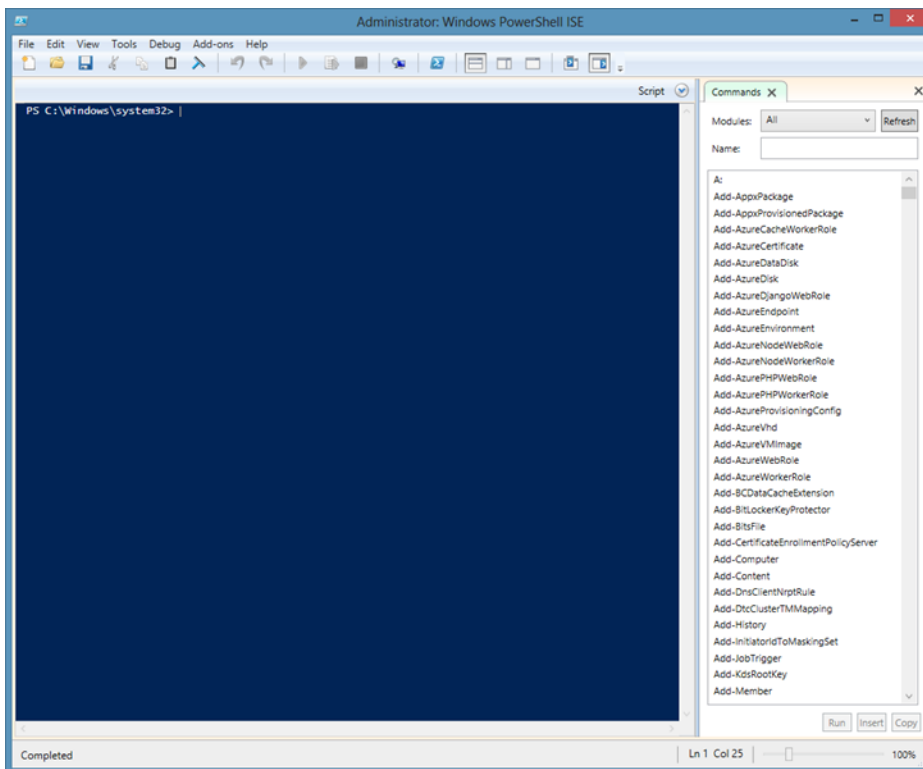 Administrator: Windows PowerShell ISE
File Edit View Tools Debug Add-ons Help
Script
PS C:\Windows\system32>
Commands
Modules: All Refresh
Name:
A:
Add-AppxPackage
Add-AppxProvisionedPackage
Add-AzureCacheWorkerRole
Add-AzureCertificate
Add-AzureDataDisk
Add-AzureDisk
Add-AzureDjangoWebRole
Add-AzureEndpoint
Add-AzureEnvironment
Add-AzureNodeWebRole
Add-AzureNodeWorkerRole
Add-AzurePHPWebRole
Add-AzurePHPWorkerRole
Add-AzureProvisioningConfig
Add-AzureVhd
Add-AzureVMImage
Add-AzureWebRole
Add-AzureWorkerRole
Add-BCDataCacheExtension
Add-BitLockerKeyProtector
Add-BitsFile
Add-CertificateEnrollmentPolicyServer
Add-Computer
Add-Content
Add-DnsClientNrptRule
Add-DtcClusterTMMapping
Add-History
Add-InitiatorIdToMaskingSet
Add-JobTrigger
Add-KdsRootKey
Add-Member
Run Insert Copy
Completed
Ln 1 Col 25
100%